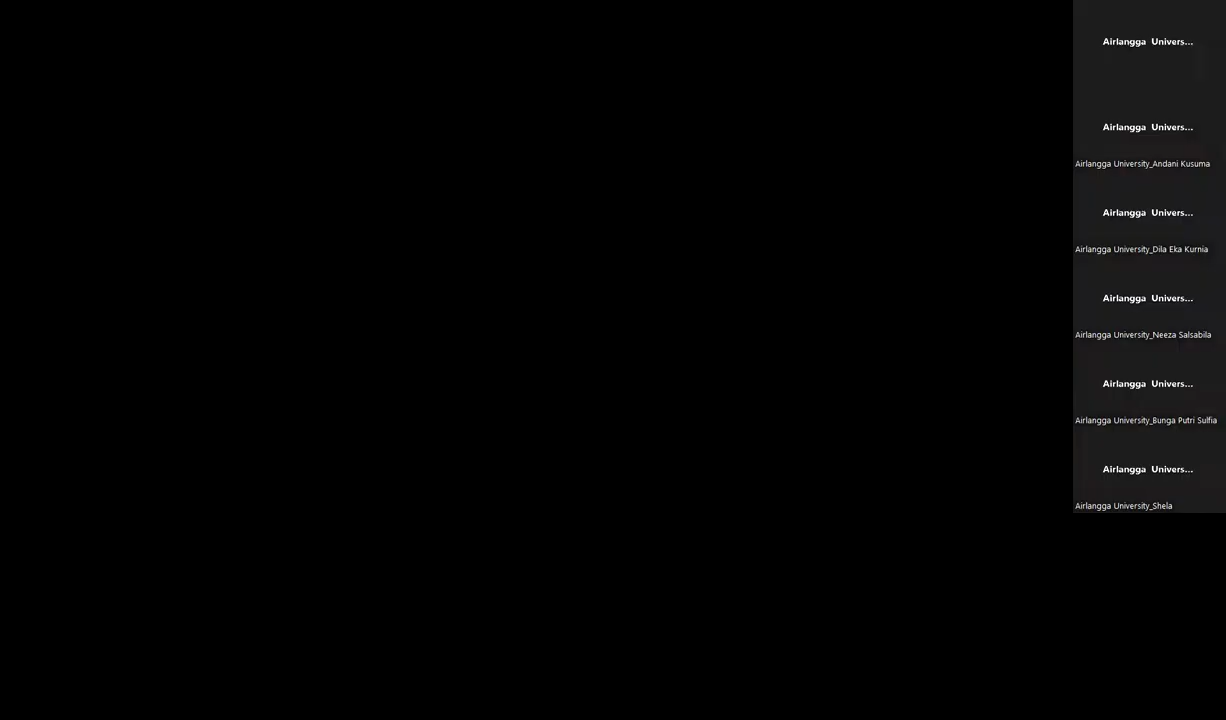 Airlangga Univers...
Airlangga Univers...
Airlangga University_Andani Kusuma
Airlangga Univers...
Airlangga University_Dila Eka Kurnia
Airlangga Univers...
Airlangga University_Neeza Salsabila
Airlangga Univers...
Airlangga University_Bunga Putri Sulfia
Airlangga Univers...
Airlangga University_Shela